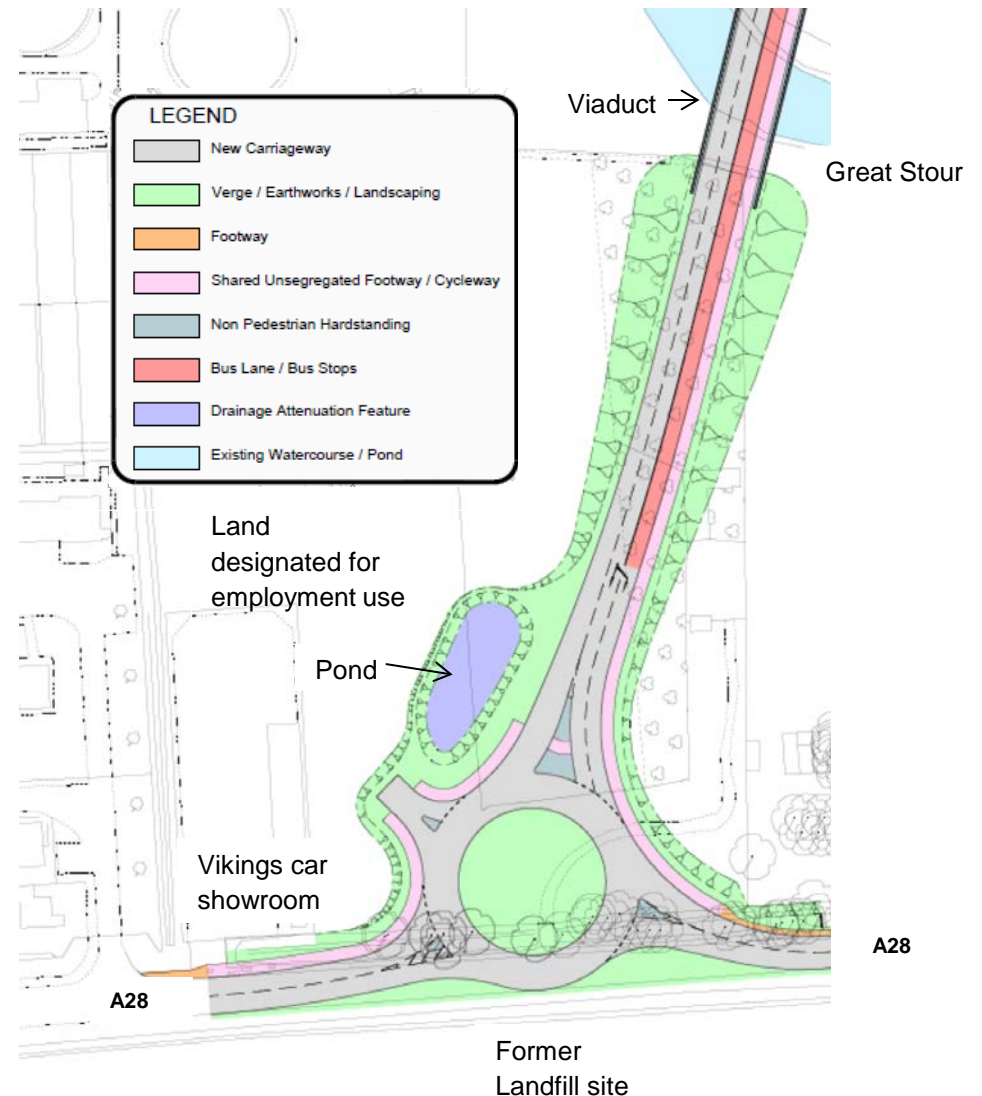 Viaduct
LEGEND
New Carriageway
Verge / Earthworks / Landscaping
Footway
Shared Unsegregated Footway / Cycleway
Non Pedestrian Hardstanding
Bus Lane / Bus Stops
Drainage Attenuation Feature
Existing Watercourse / Pond
Great Stour
Land
designated for
employment use
Pond
Vikings car
showroom
A28
A28
Former
Landfill site